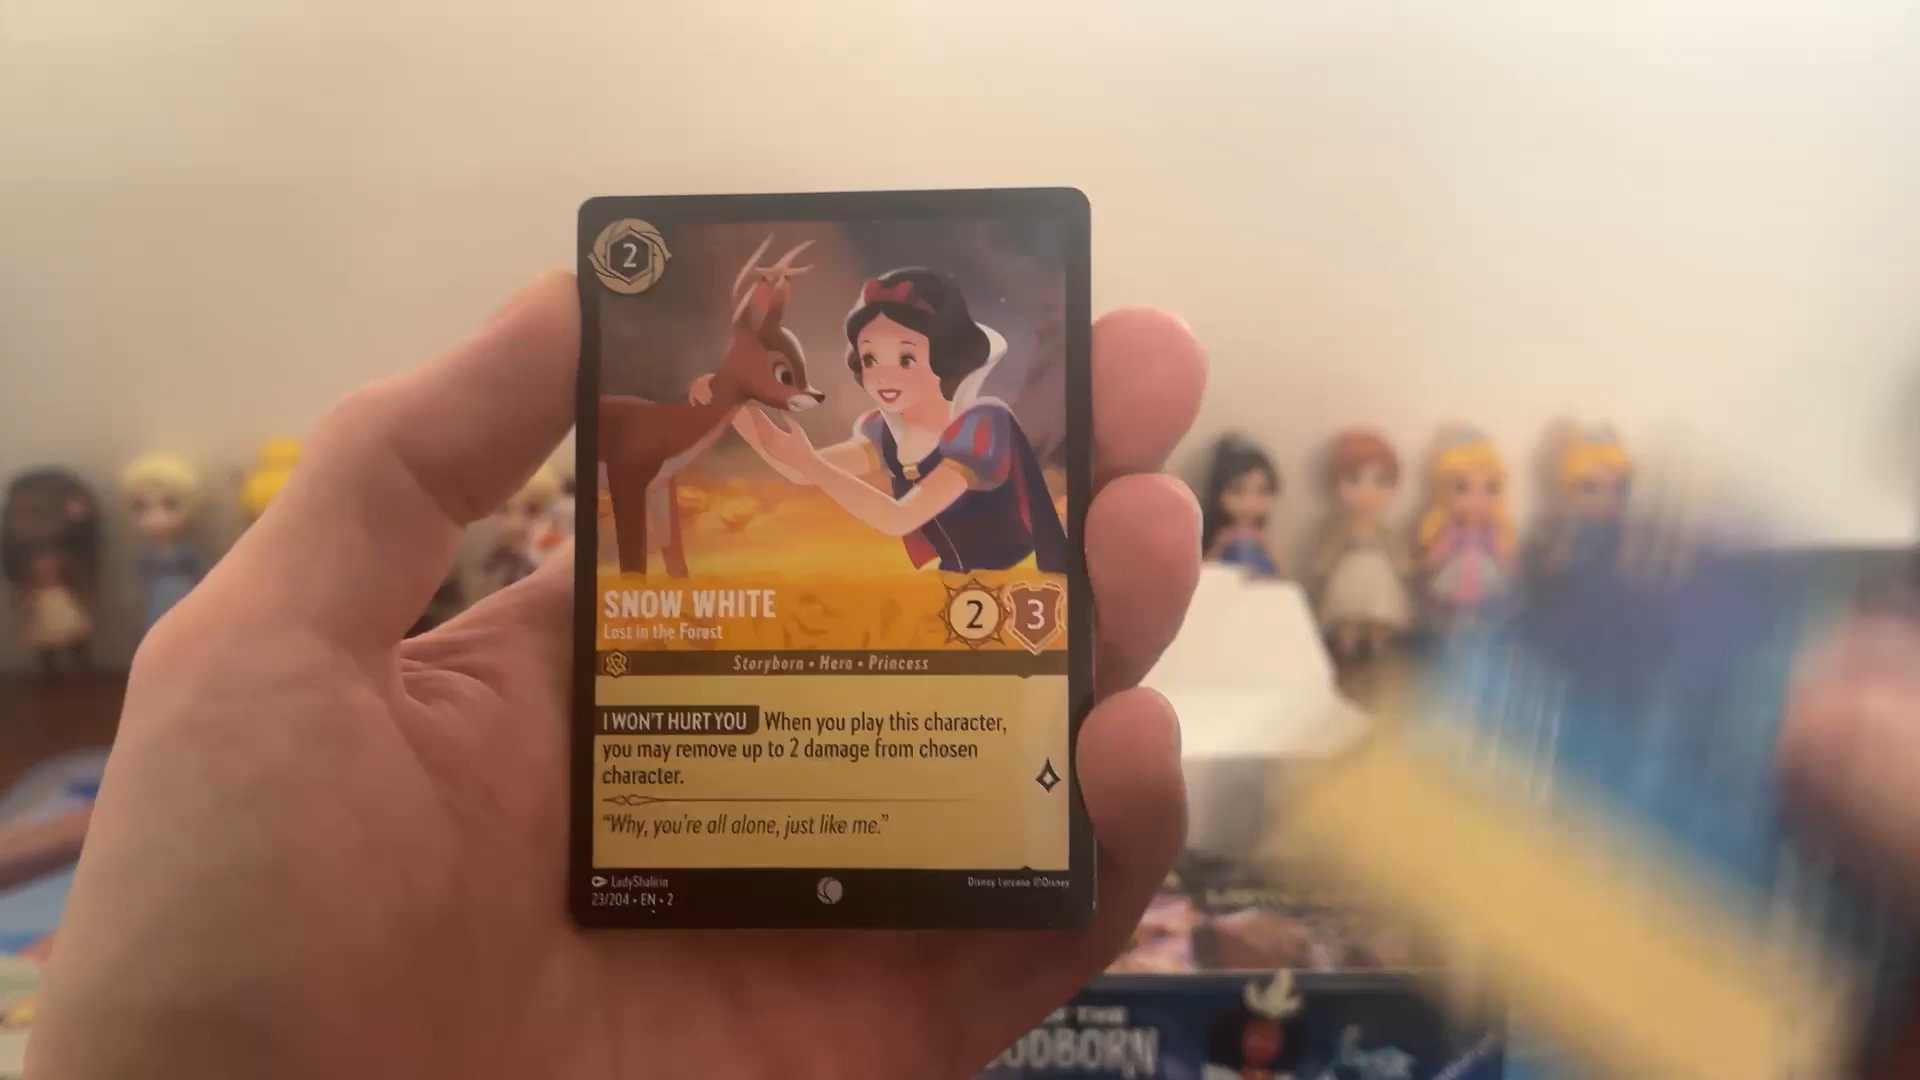 2
SNOW WHITE
Lost in the Forest
2 3
Storyborn • Hero • Princess
I WON'T HURT YOU When you play this character,
you may remove up to 2 damage from chosen
character.
“Why, you're all alone, just like me.”
LadyShalirin
Disney Lorcana ©Disney
23/204 • EN • 2